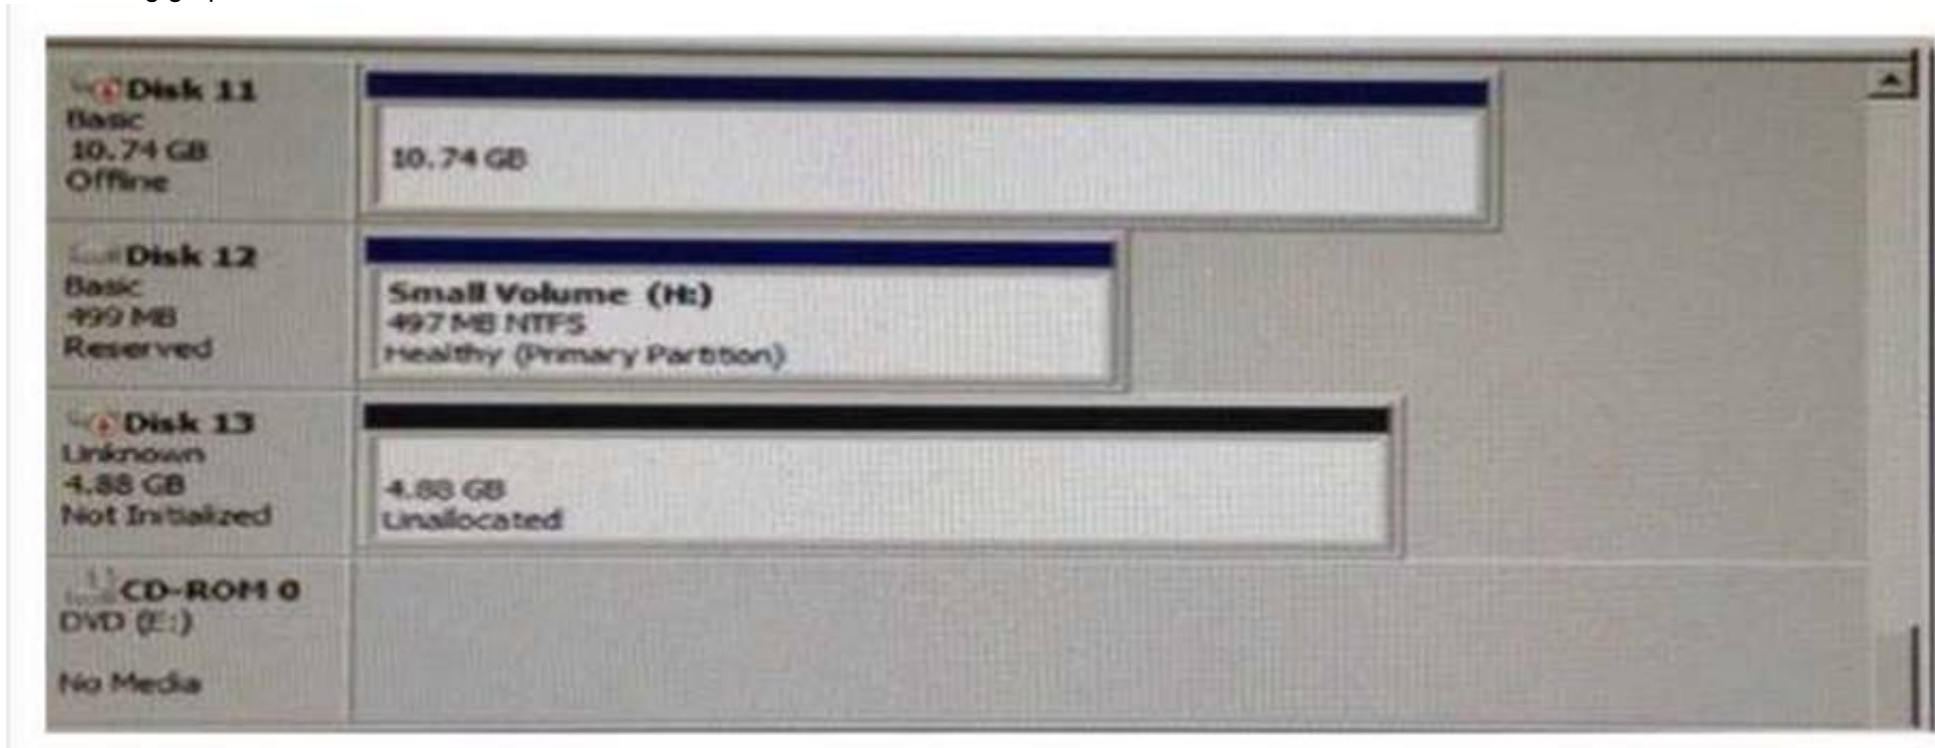 Disk 11
Basic
10.74 GB
Offline
10.74 GB
Disk 12
Basic
499 MB
Reserved
Small Volume (H:)
497 MB NTFS
Healthy (Primary Partition)
Disk 13
Unknown
4.88 GB
Not Initialized
4.88 GB
Unallocated
CD-ROM 0
DVD (E:)
No Media